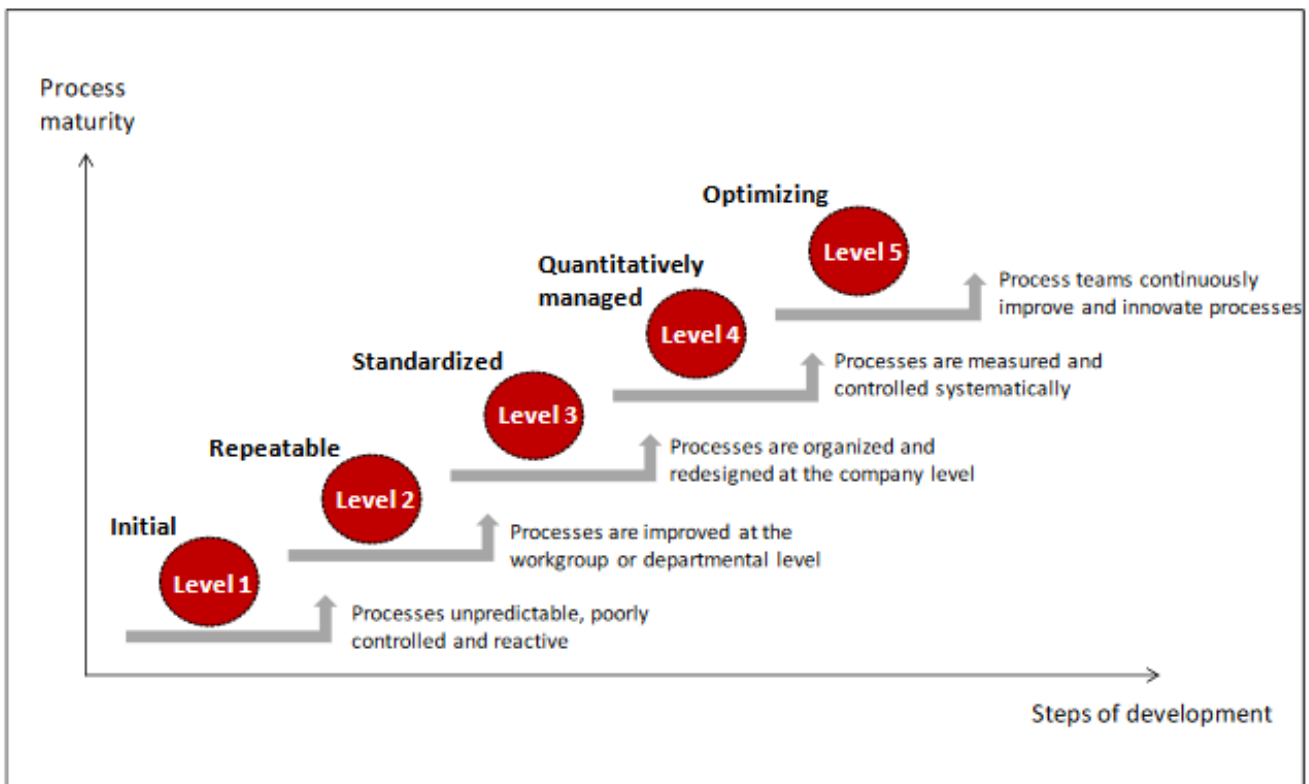 Process
maturity
Optimizing
Level 5
Process teams continuously
improve and innovate processes
Quantitatively
managed
Level 4
Processes are measured and
controlled systematically
Standardized
Level 3
Processes are organized and
redesigned at the company level
Repeatable
Level 2
Processes are improved at the
workgroup or departmental level
Initial
Level 1
Processes unpredictable, poorly
controlled and reactive
Steps of development